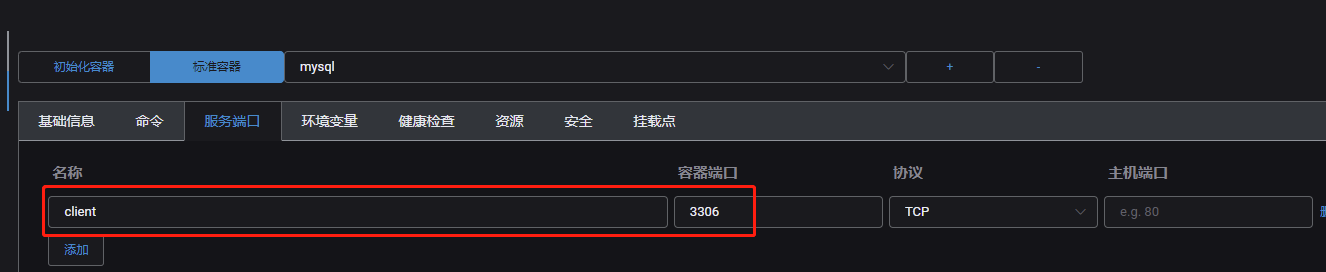 初始化容器 标准容器 mysql + -
基础信息 命令 服务端口 环境变量 健康检查 资源 安全 挂载点
名称 容器端口 协议 主机端口
client 3306 TCP e.g. 80
添加